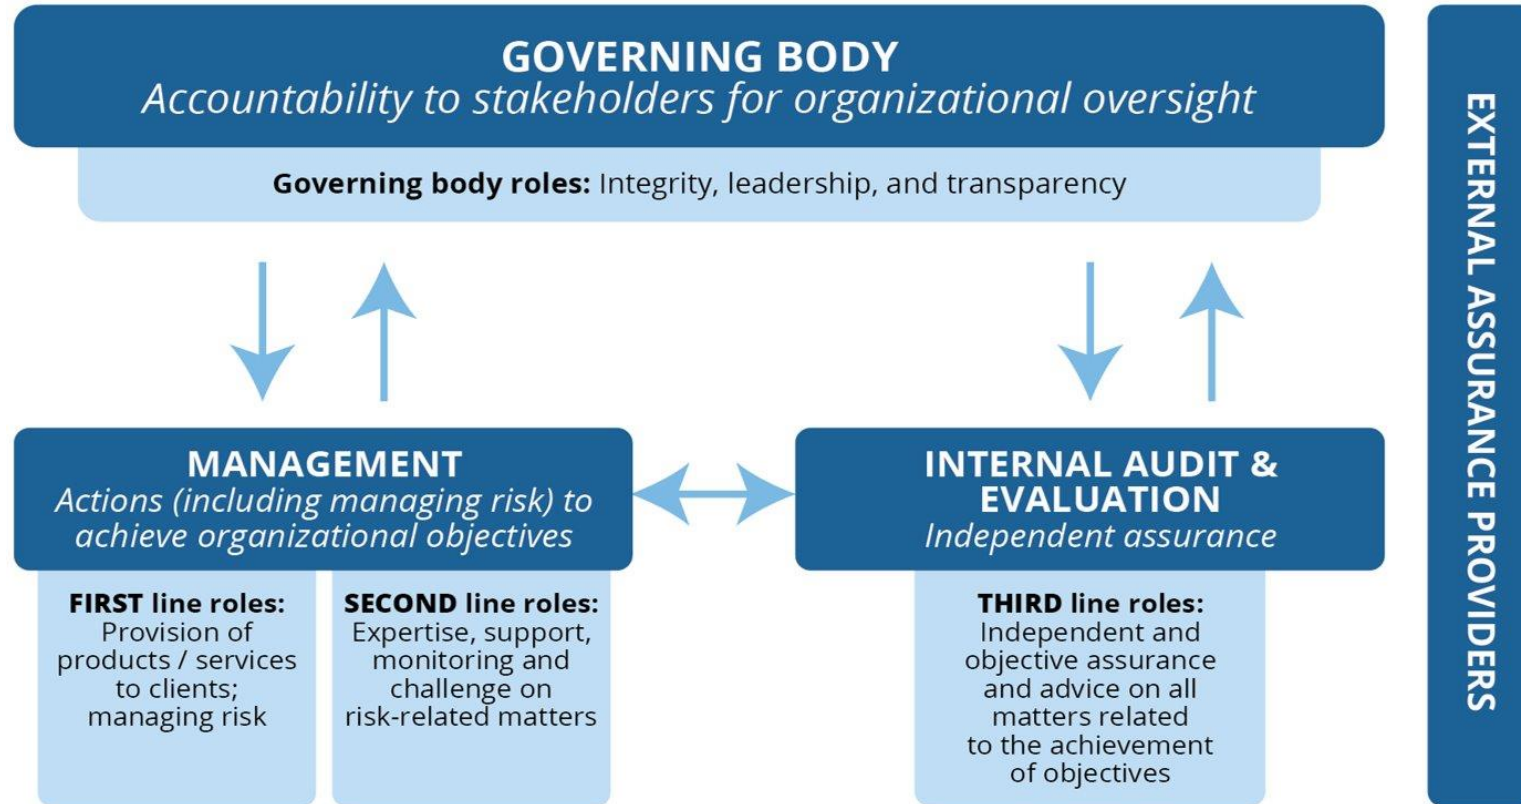 GOVERNING BODY
Accountability to stakeholders for organizational oversight
Governing body roles: Integrity, leadership, and transparency
MANAGEMENT
Actions (including managing risk) to
achieve organizational objectives
FIRST line roles:
Provision of
products / services
to clients;
managing risk
SECOND line roles:
Expertise, support,
monitoring and
challenge on
risk-related matters
INTERNAL AUDIT &
EVALUATION
Independent assurance
THIRD line roles:
Independent and
objective assurance
and advice on all
matters related
to the achievement
of objectives
EXTERNAL ASSURANCE PROVIDERS